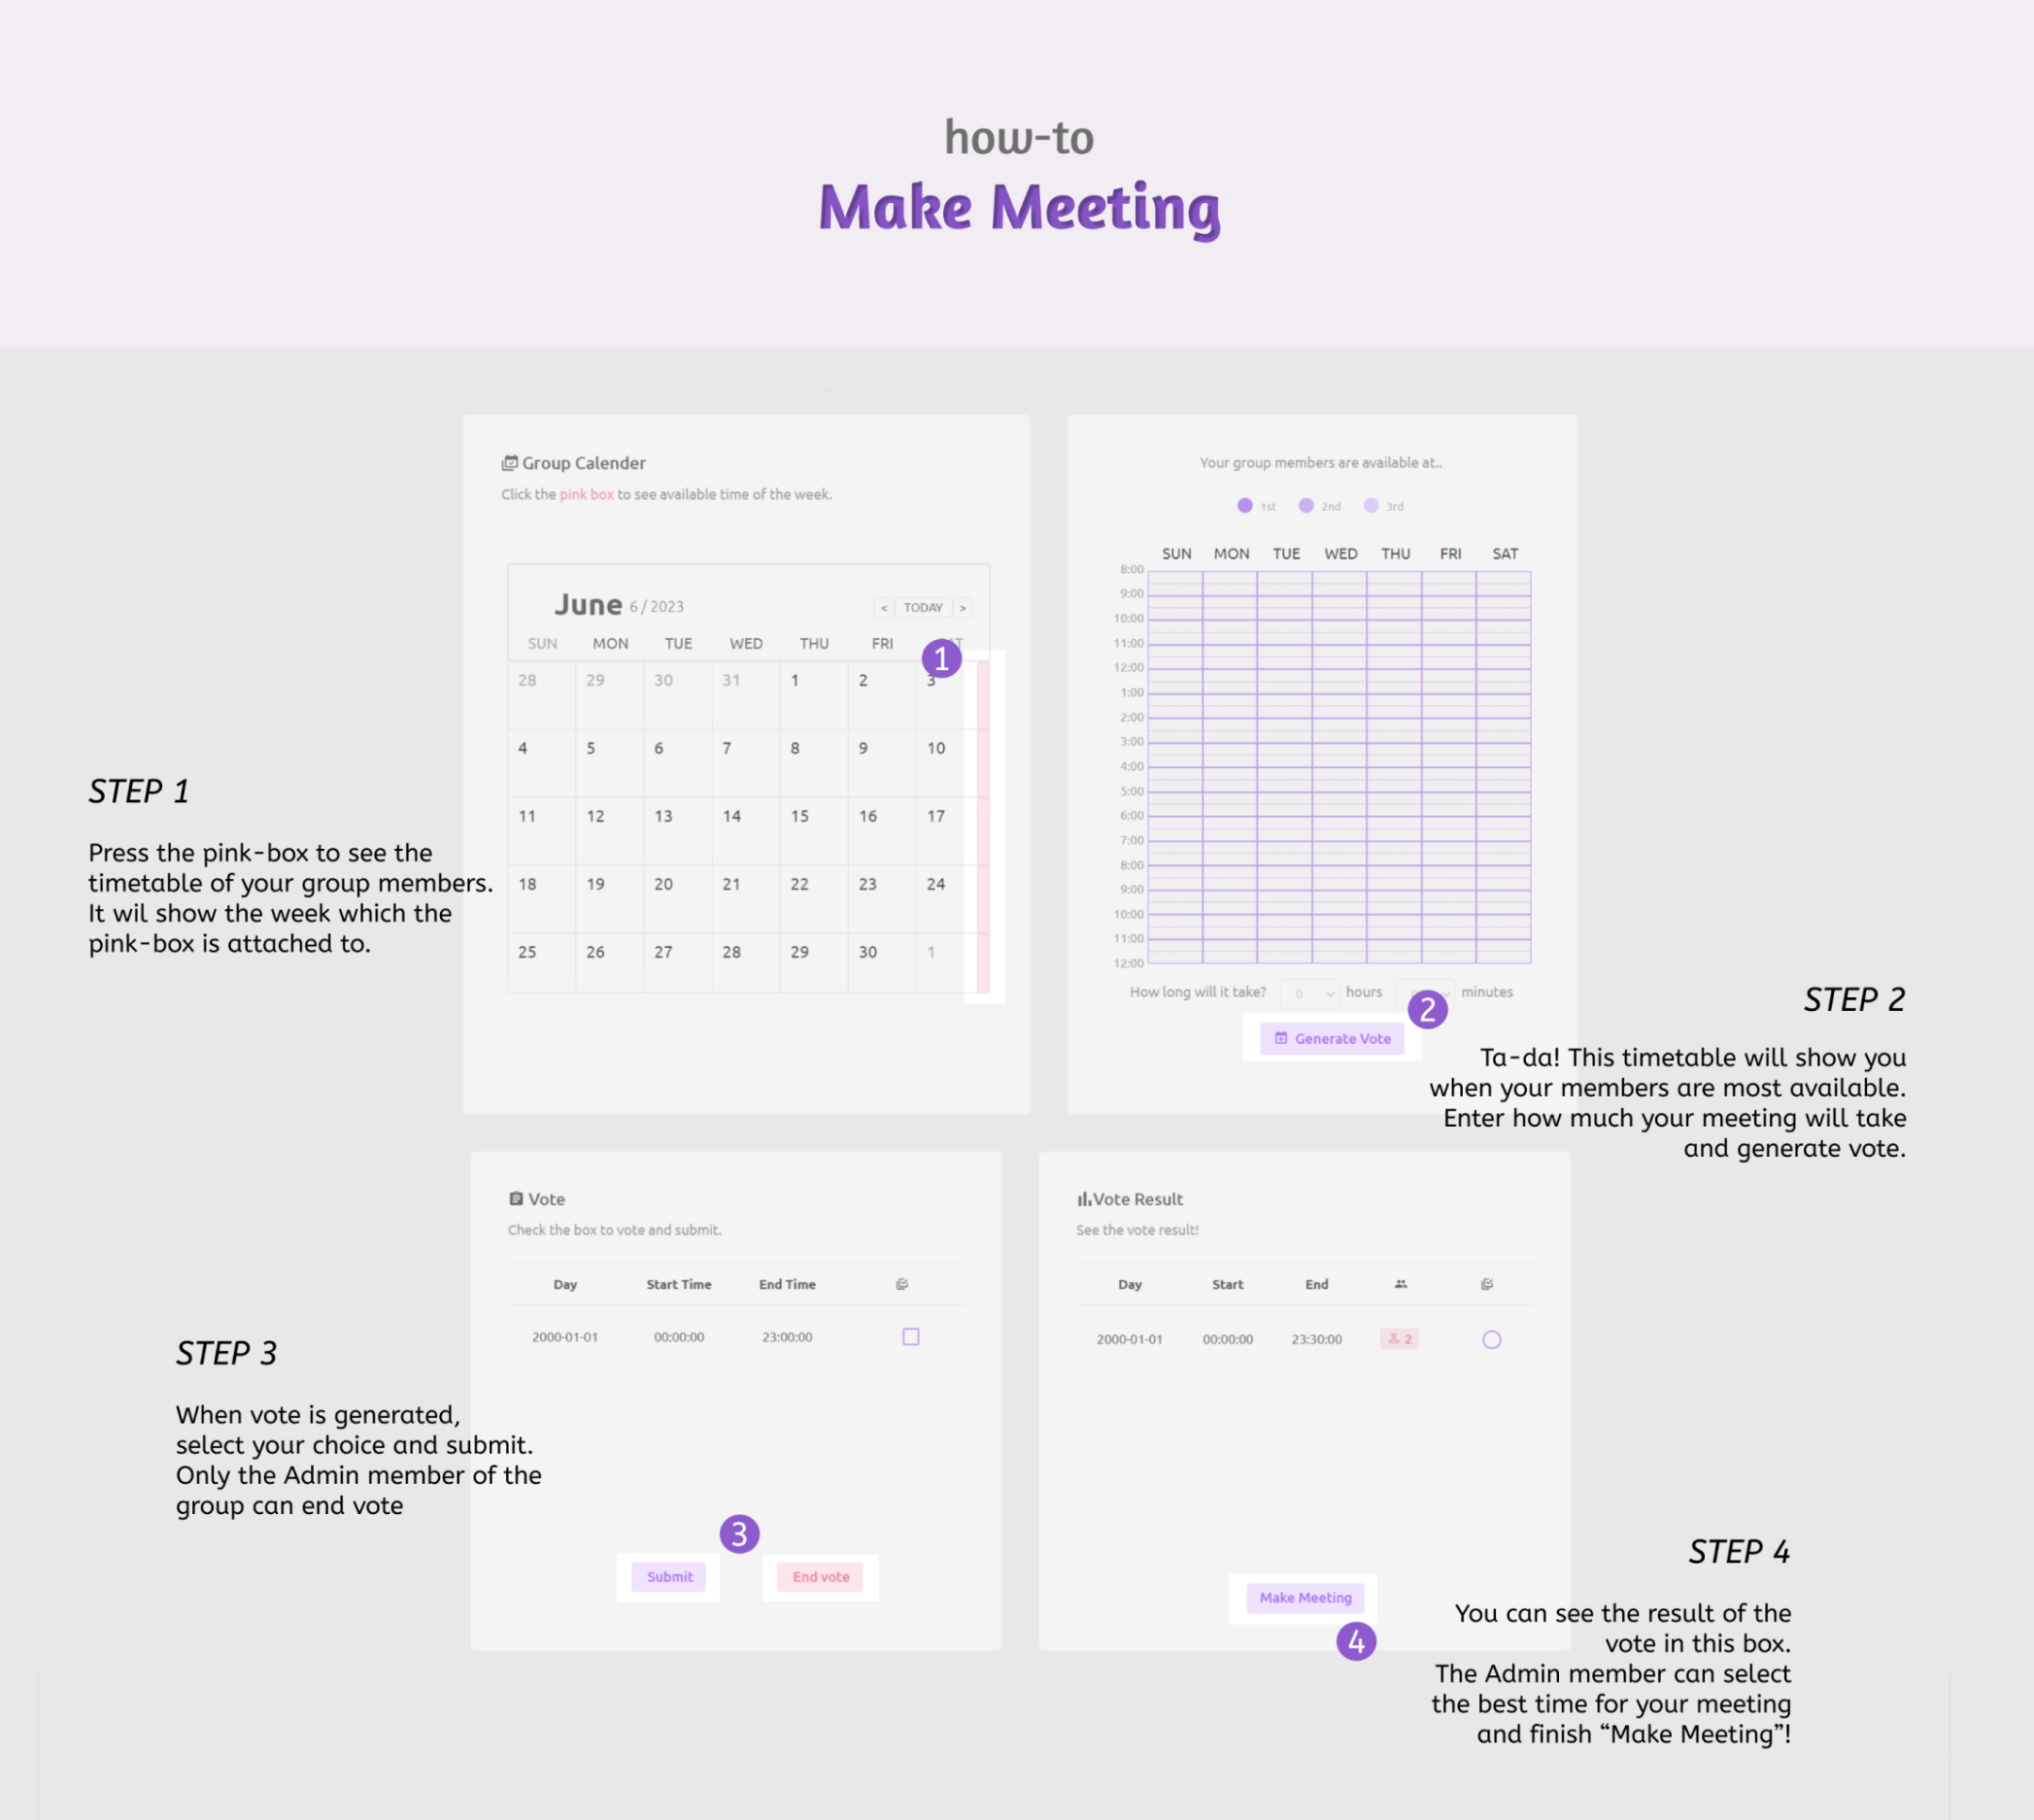 how-to
Make Meeting
Group Calender
Click the pink box to see available time of the week.
June 6 / 2023
< TODAY >
SUN MON TUE WED THU FRI
1
28 29 30 31 1 2 3
4 5 6 7 8 9 10
11 12 13 14 15 16 17
18 19 20 21 22 23 24
25 26 27 28 29 30 1
STEP 1
Press the pink-box to see the
timetable of your group members.
It wil show the week which the
pink-box is attached to.
Your group members are available at..
1st 2nd 3rd
SUN MON TUE WED THU FRI SAT
8:00
9:00
10:00
11:00
12:00
1:00
2:00
3:00
4:00
5:00
6:00
7:00
8:00
9:00
10:00
11:00
12:00
How long will it take? 0 hours minutes
2
Generate Vote
STEP 2
Ta-da! This timetable will show you
when your members are most available.
Enter how much your meeting will take
and generate vote.
Vote
Check the box to vote and submit.
Day Start Time End Time
2000-01-01 00:00:00 23:00:00
3
Submit End vote
STEP 3
When vote is generated,
select your choice and submit.
Only the Admin member of the
group can end vote
Vote Result
See the vote result!
Day Start End
2000-01-01 00:00:00 23:30:00 2
Make Meeting
4
STEP 4
You can see the result of the
vote in this box.
The Admin member can select
the best time for your meeting
and finish “Make Meeting”!